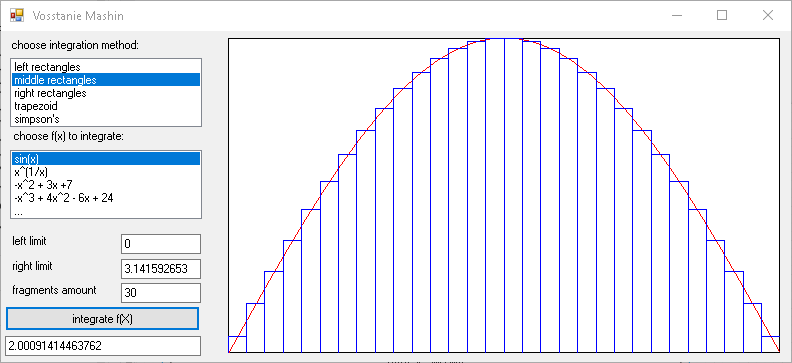 Vosstanie Mashin
choose integration method:
left rectangles
middle rectangles
right rectangles
trapezoid
simpson's
choose f(x) to integrate:
sin(x)
x^(1/x)
-x^2 + 3x +7
-x^3 + 4x^2 - 6x + 24
...
left limit 0
right limit 3.141592653
fragments amount 30
integrate f(X)
2.00091414463762